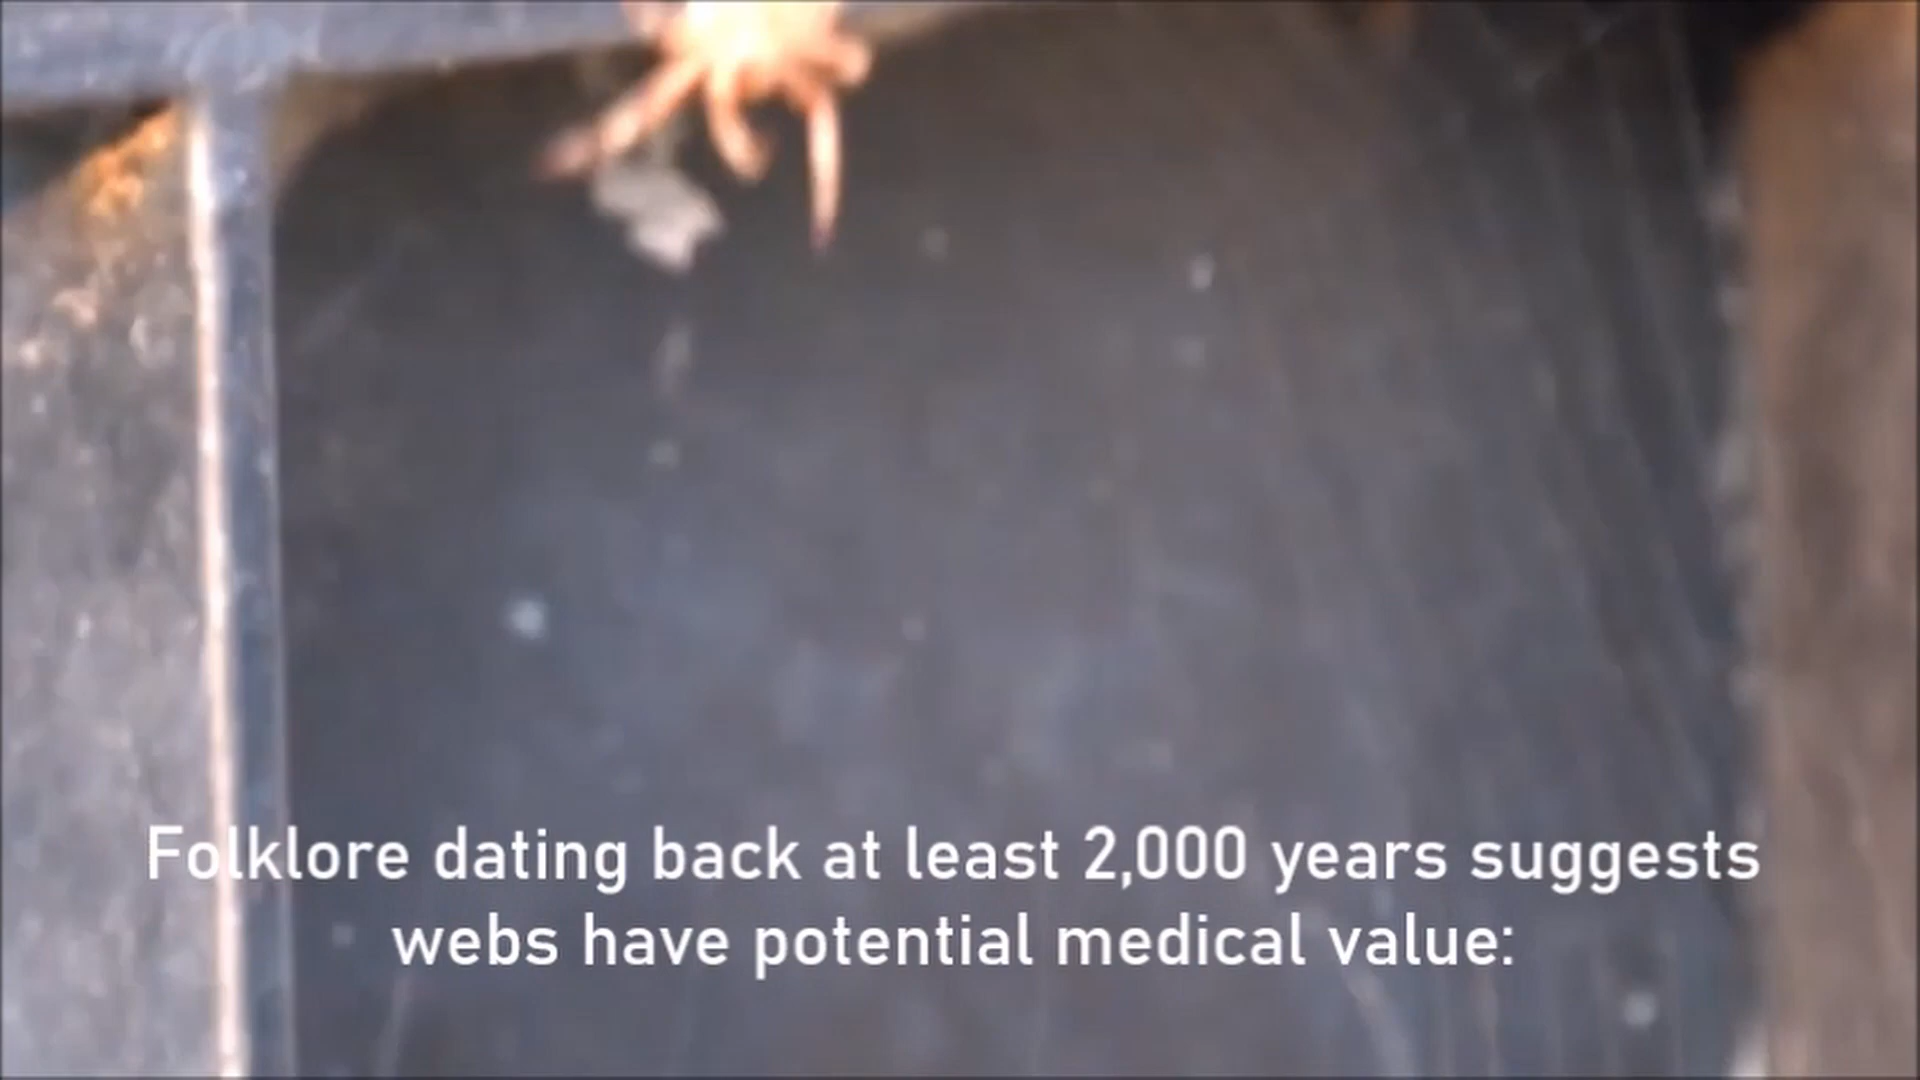 Folklore dating back at least 2,000 years suggests
webs have potential medical value: